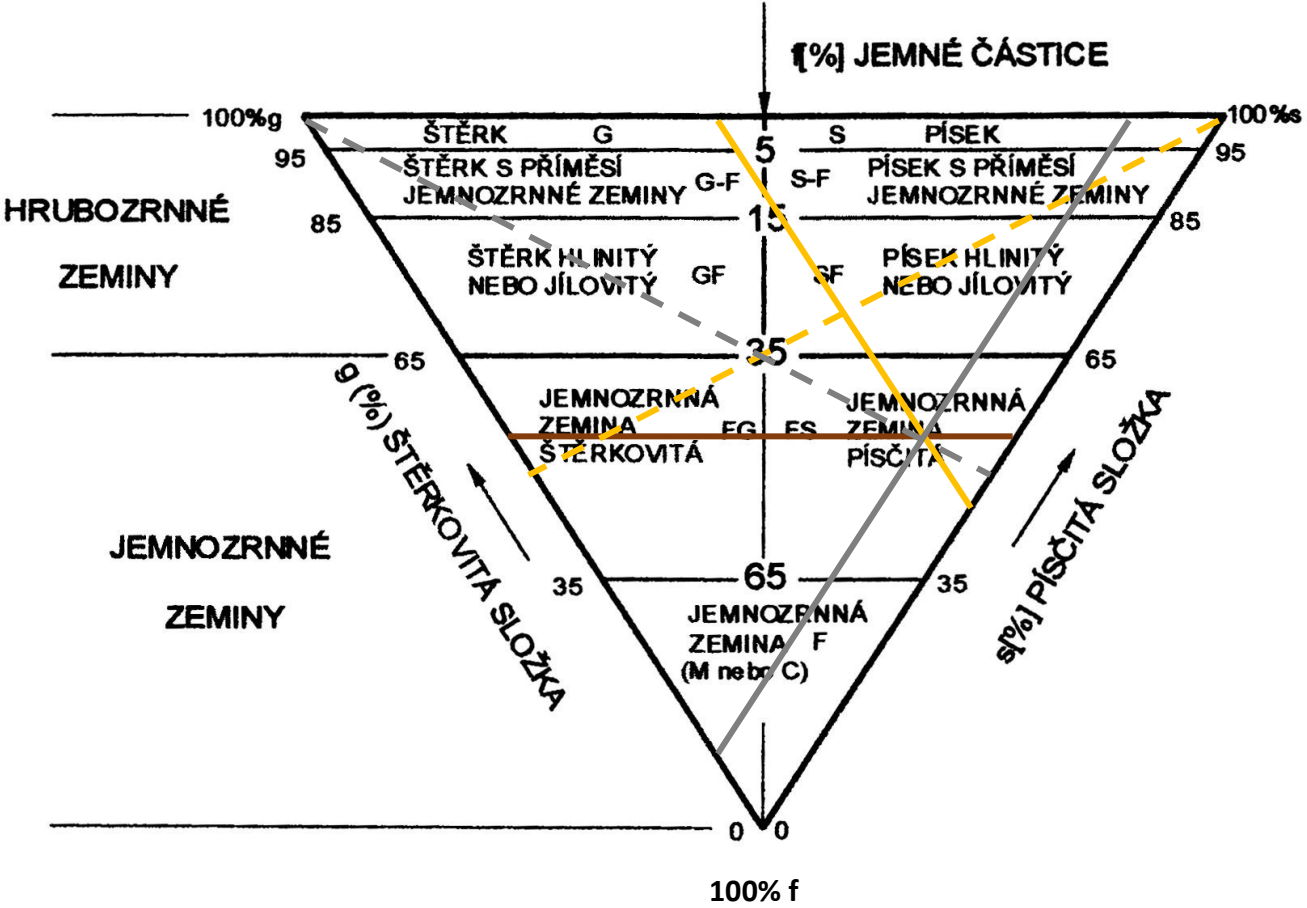 f[%] JEMNÉ ČÁSTICE
100%g
100%s
ŠTĚRK G
5
S PÍSEK
95
95
ŠTĚRK S PŘÍMĚSÍ
JEMNOZRNNÉ ZEMINY
G-F
S-F
PÍSEK S PŘÍMĚSÍ
JEMNOZRNNÉ ZEMINY
HRUBOZRNNÉ
ZEMINY
85
15
85
ŠTĚRK HLINITÝ
NEBO JÍLOVITÝ
GF
SF
PÍSEK HLINITÝ
NEBO JÍLOVITÝ
65
35
65
g (%) ŠTĚRKOVITÁ SLOŽKA
JEMNOZRNNÁ
ZEMINA
ŠTĚRKOVITÁ
FG
FS
JEMNOZRNNÁ
ZEMINA
PÍSČITÁ
s[%] PÍSČITÁ SLOŽKA
JEMNOZRNNÉ
ZEMINY
35
65
35
JEMNOZRNNÁ
ZEMINA F
(M nebo C)
0
0
100% f